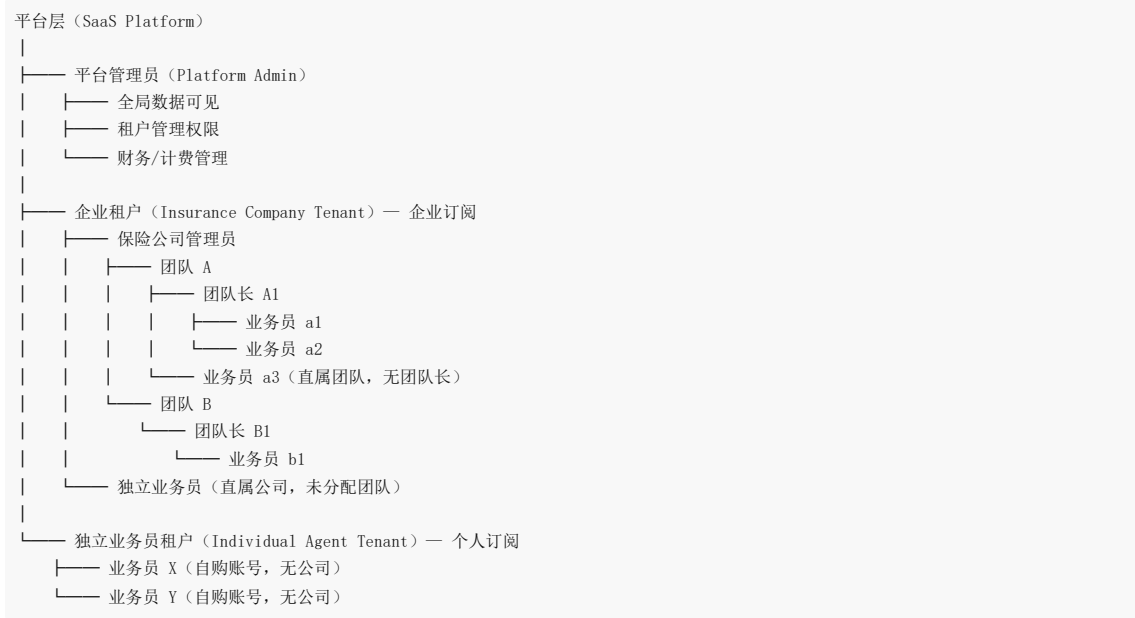 平台层（SaaS Platform）
│
├── 平台管理员（Platform Admin）
│   ├── 全局数据可见
│   ├── 租户管理权限
│   └── 财务/计费管理
│
├── 企业租户（Insurance Company Tenant）— 企业订阅
│   ├── 保险公司管理员
│   │   ├── 团队 A
│   │   │   ├── 团队长 A1
│   │   │   │   ├── 业务员 a1
│   │   │   │   └── 业务员 a2
│   │   │   └── 业务员 a3（直属团队，无团队长）
│   │   └── 团队 B
│   │       └── 团队长 B1
│   │           └── 业务员 b1
│   └── 独立业务员（直属公司，未分配团队）
│
└── 独立业务员租户（Individual Agent Tenant）— 个人订阅
    ├── 业务员 X（自购账号，无公司）
    └── 业务员 Y（自购账号，无公司）